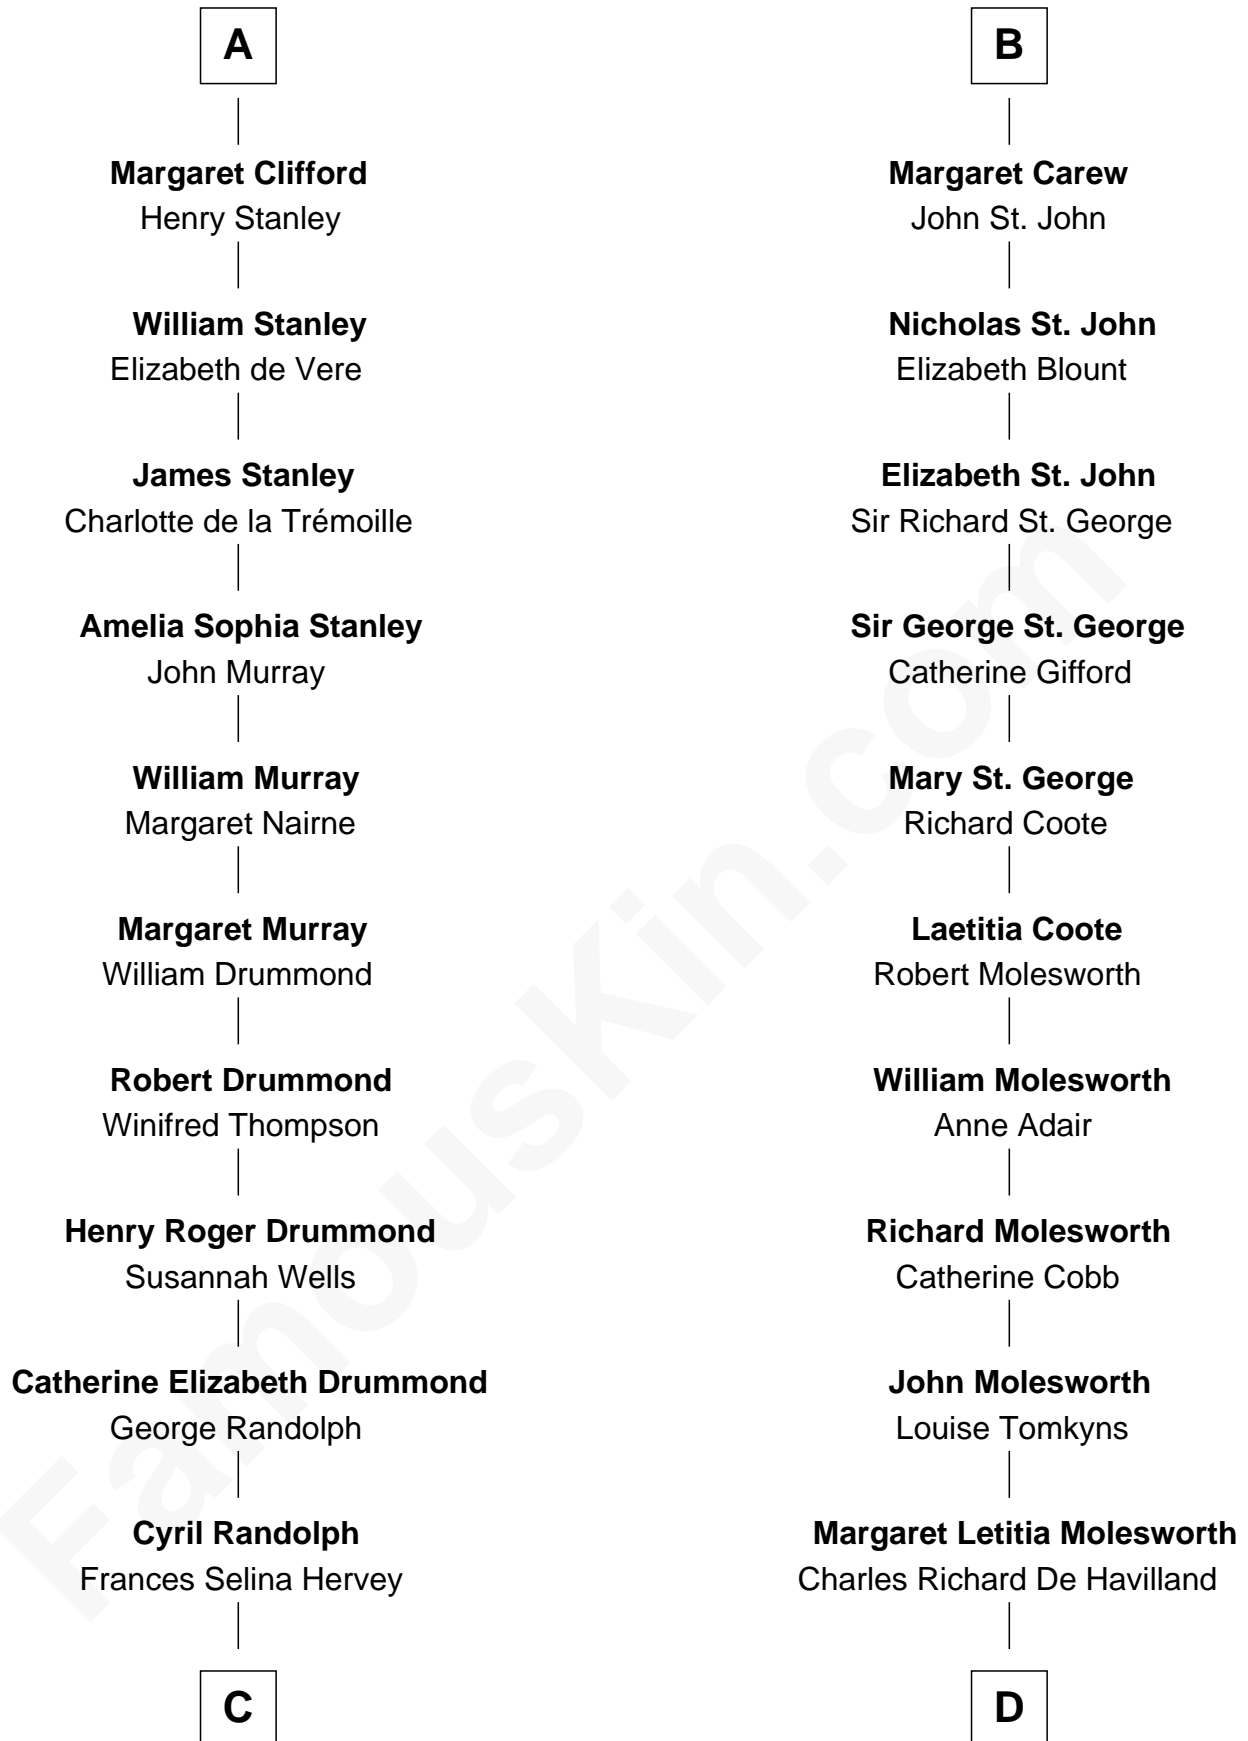 A
Margaret Clifford
Henry Stanley
William Stanley
Elizabeth de Vere
James Stanley
Charlotte de la Trémoille
Amelia Sophia Stanley
John Murray
William Murray
Margaret Nairne
Margaret Murray
William Drummond
Robert Drummond
Winifred Thompson
Henry Roger Drummond
Susannah Wells
Catherine Elizabeth Drummond
George Randolph
Cyril Randolph
Frances Selina Hervey
C
B
Margaret Carew
John St. John
Nicholas St. John
Elizabeth Blount
Elizabeth St. John
Sir Richard St. George
Sir George St. George
Catherine Gifford
Mary St. George
Richard Coote
Laetitia Coote
Robert Molesworth
William Molesworth
Anne Adair
Richard Molesworth
Catherine Cobb
John Molesworth
Louise Tomkyns
Margaret Letitia Molesworth
Charles Richard De Havilland
D
FamousKin.com